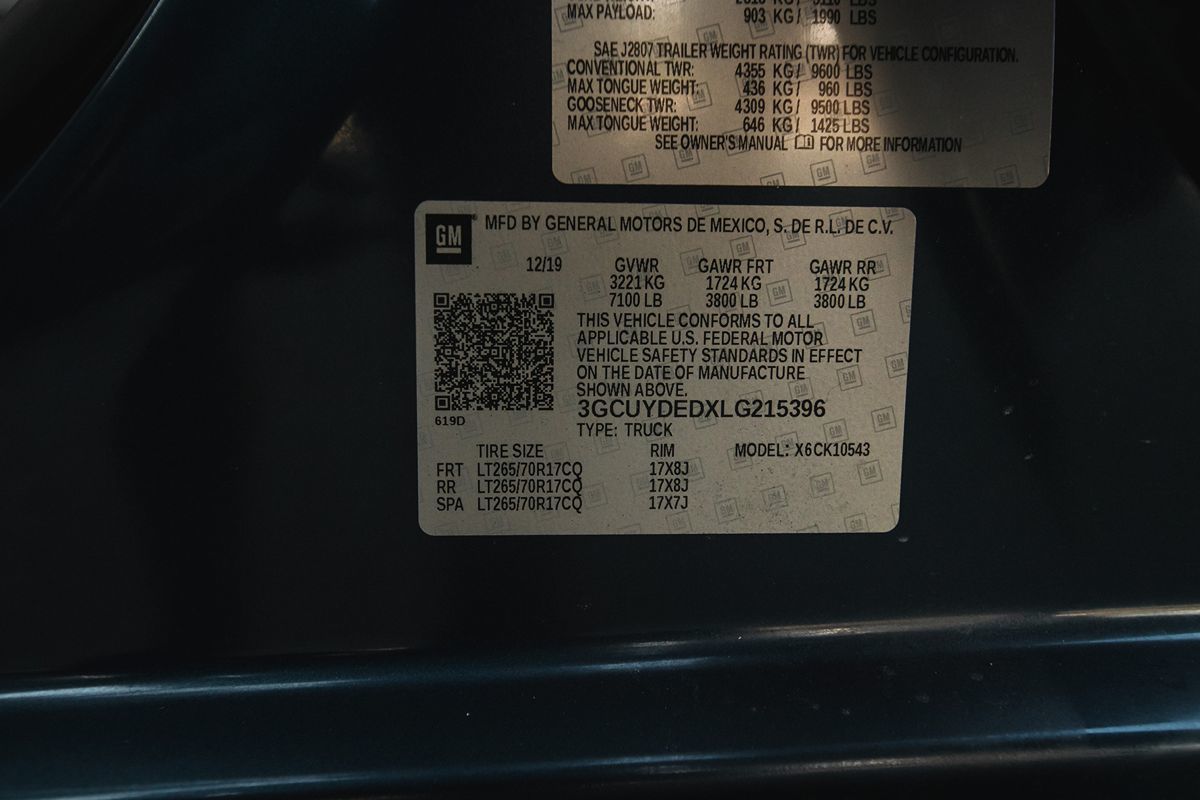 MAX PAYLOAD: 903 KG/ 1990 LBS
SAE J2807 TRAILER WEIGHT RATING (TWR) FOR VEHICLE CONFIGURATION.
CONVENTIONAL TWR: 4355 KG/ 9600 LBS
MAX TONGUE WEIGHT: 436 KG/ 960 LBS
GOOSENECK TWR: 4309 KG/ 9500 LBS
MAX TONGUE WEIGHT: 646 KG/ 1425 LBS
SEE OWNER'S MANUAL FOR MORE INFORMATION
GM MFD BY GENERAL MOTORS DE MEXICO, S. DE R.L. DE C.V.
12/19 GVWR GAWR FRT GAWR RR
3221 KG 1724 KG 1724 KG
7100 LB 3800 LB 3800 LB
THIS VEHICLE CONFORMS TO ALL
APPLICABLE U.S. FEDERAL MOTOR
VEHICLE SAFETY STANDARDS IN EFFECT
ON THE DATE OF MANUFACTURE
SHOWN ABOVE.
3GCUYDEDXLG215396
619D
TYPE: TRUCK
TIRE SIZE RIM MODEL: X6CK10543
FRT LT265/70R17CQ 17X8J
RR LT265/70R17CQ 17X8J
SPA LT265/70R17CQ 17X7J